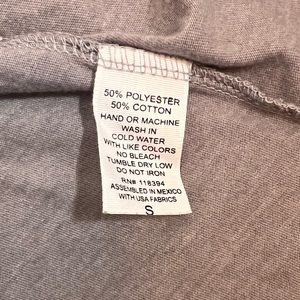 50% POLYESTER
50% COTTON
HAND OR MACHINE
WASH IN
COLD WATER
WITH LIKE COLORS
NO BLEACH
TUMBLE DRY LOW
DO NOT IRON
RN# 118394
ASSEMBLED IN MEXICO
WITH USA FABRICS
S